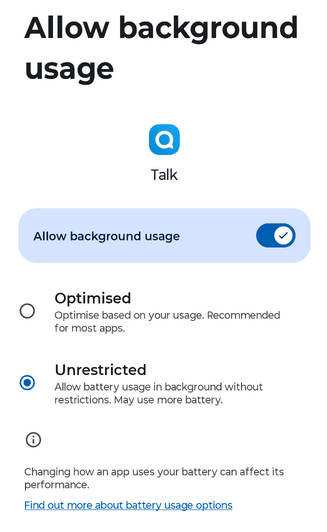 Allow background
usage
Talk
Allow background usage
Optimised
Optimise based on your usage. Recommended
for most apps.
Unrestricted
Allow battery usage in background without
restrictions. May use more battery.
Changing how an app uses your battery can affect its
performance.
Find out more about battery usage options